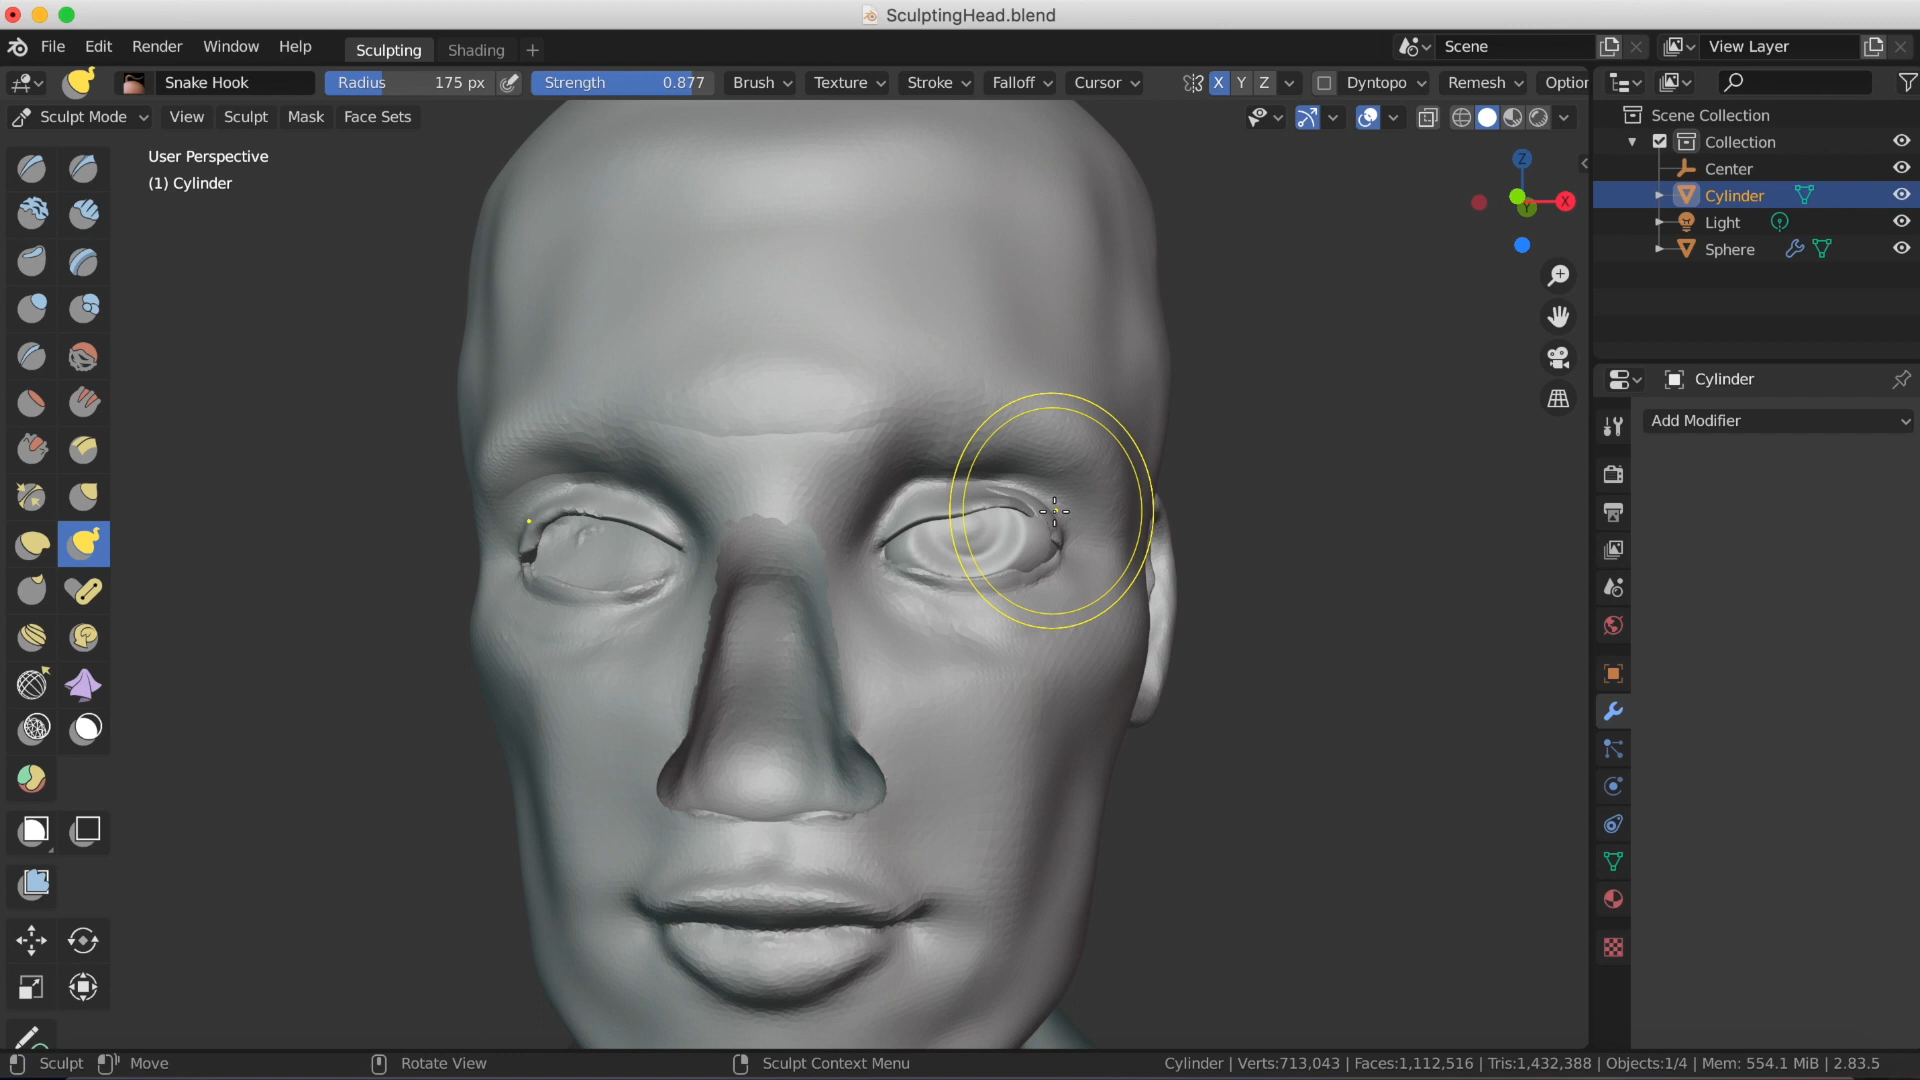 SculptingHead.blend
File Edit Render Window Help Sculpting Shading + Scene View Layer
Snake Hook Radius 175 px Strength 0.877 Brush Texture Stroke Falloff Cursor X Y Z Dyntopo Remesh Option
Sculpt Mode View Sculpt Mask Face Sets
Scene Collection
Collection
User Perspective
Z
Center
(1) Cylinder
Cylinder
Y X
Light
Sphere
Cylinder
Add Modifier
Sculpt Move Rotate View Sculpt Context Menu Cylinder | Verts:713,043 | Faces:1,112,516 | Tris:1,432,388 | Objects:1/4 | Mem: 554.1 MiB | 2.83.5